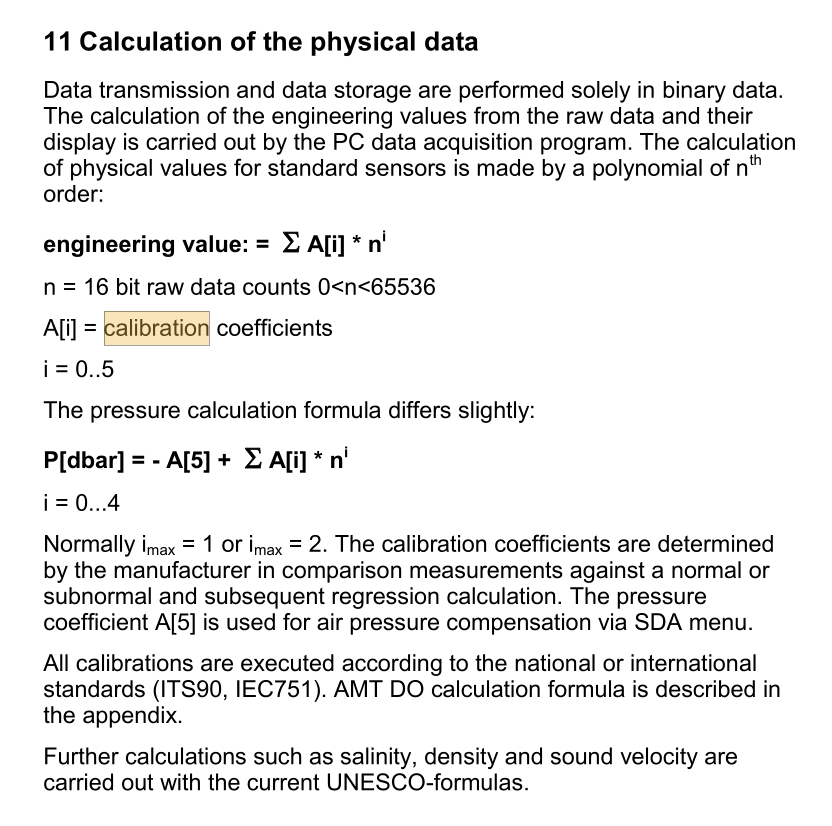 11 Calculation of the physical data
Data transmission and data storage are performed solely in binary data.
The calculation of the engineering values from the raw data and their
display is carried out by the PC data acquisition program. The calculation
of physical values for standard sensors is made by a polynomial of nth
order:
engineering value: = Σ A[i] * ni
n = 16 bit raw data counts 0<n<65536
A[i] = calibration coefficients
i = 0..5
The pressure calculation formula differs slightly:
P[dbar] = - A[5] + Σ A[i] * ni
i = 0...4
Normally imax = 1 or imax = 2. The calibration coefficients are determined
by the manufacturer in comparison measurements against a normal or
subnormal and subsequent regression calculation. The pressure
coefficient A[5] is used for air pressure compensation via SDA menu.
All calibrations are executed according to the national or international
standards (ITS90, IEC751). AMT DO calculation formula is described in
the appendix.
Further calculations such as salinity, density and sound velocity are
carried out with the current UNESCO-formulas.